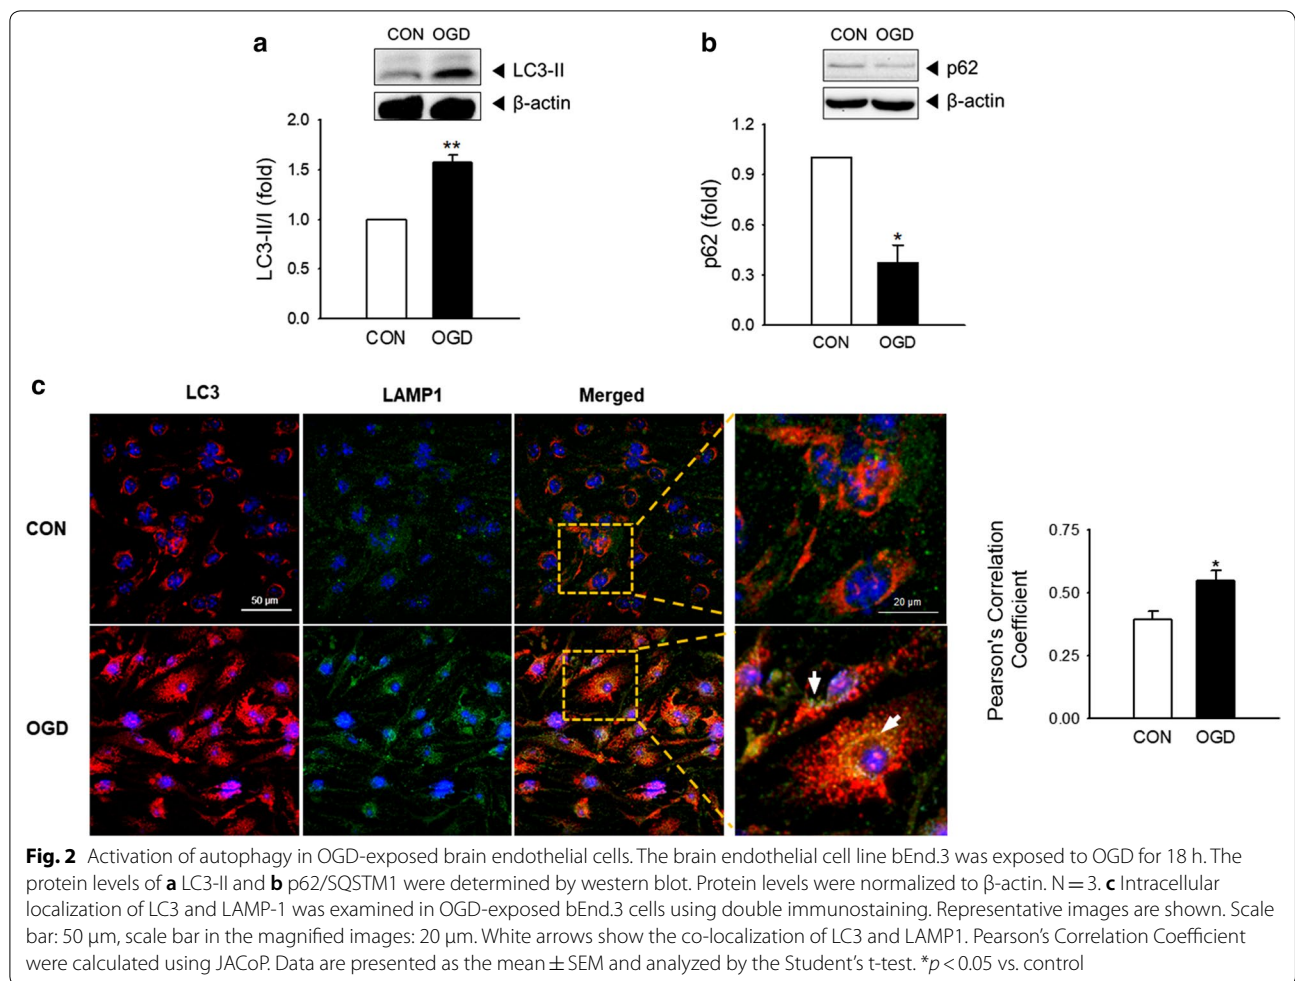 a
CON OGD
LC3-II
β-actin
2.0
1.5
1.0
0.5
0.0
LC3-II/I (fold)
**
CON OGD
b
CON OGD
p62
β-actin
1.2
0.9
0.6
0.3
0.0
p62 (fold)
*
CON OGD
c
LC3 LAMP1 Merged
CON
50 µm
20 µm
OGD
Pearson's Correlation
Coefficient
0.75
0.50
0.25
0.00
*
CON OGD
Fig. 2 Activation of autophagy in OGD-exposed brain endothelial cells. The brain endothelial cell line bEnd.3 was exposed to OGD for 18 h. The
protein levels of a LC3-II and b p62/SQSTM1 were determined by western blot. Protein levels were normalized to β-actin. N = 3. c Intracellular
localization of LC3 and LAMP-1 was examined in OGD-exposed bEnd.3 cells using double immunostaining. Representative images are shown. Scale
bar: 50 µm, scale bar in the magnified images: 20 µm. White arrows show the co-localization of LC3 and LAMP1. Pearson's Correlation Coefficient
were calculated using JACoP. Data are presented as the mean ± SEM and analyzed by the Student's t-test. *p < 0.05 vs. control